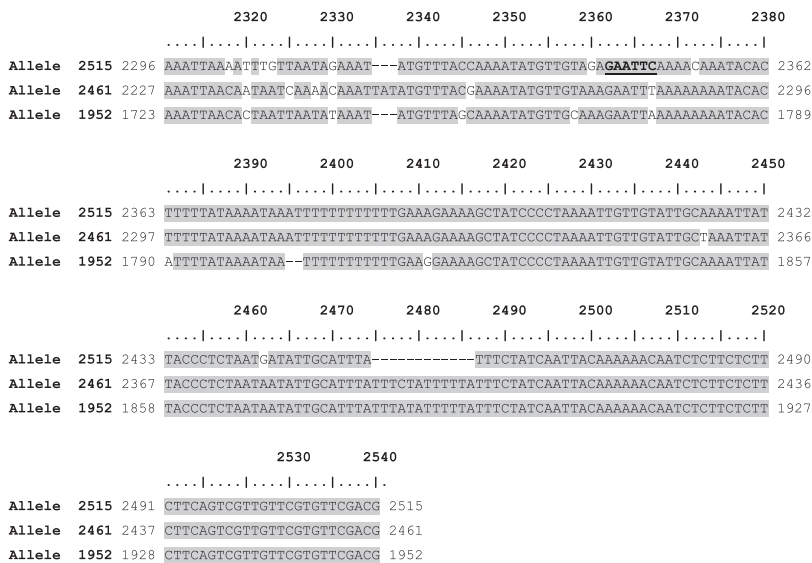 2320 2330 2340 2350 2360 2370 2380
....|....|....|....|....|....|....|....|....|....|....|....|....|....|
Allele 2515 2296 AAATTAAAATTTGTTAATAGAAAT---ATGTTTACCAAAATATGTTGTAGAGAATTCAAAACAAATACAC 2362
Allele 2461 2227 AAATTAACAATAATCAAAACAAATTATATGTTTACGAAAATATGTTGTAAAGAATTTAAAAAAAATACAC 2296
Allele 1952 1723 AAATTAACACTAATTAATATAAAT---ATGTTTAGCAAAATATGTTGCAAAGAATTAAAAAAAAATACAC 1789
2390 2400 2410 2420 2430 2440 2450
....|....|....|....|....|....|....|....|....|....|....|....|....|....|
Allele 2515 2363 TTTTTATAAAATAAATTTTTTTTTTTTGAAAGAAAAGCTATCCCCTAAAATTGTTGTATTGCAAAATTAT 2432
Allele 2461 2297 TTTTTATAAAATAAATTTTTTTTTTTTGAAAGAAAAGCTATCCCCTAAAATTGTTGTATTGCTAAATTAT 2366
Allele 1952 1790 ATTTTATAAAATAA--TTTTTTTTTTTGAAGGAAAAGCTATCCCCTAAAATTGTTGTATTGCAAAATTAT 1857
2460 2470 2480 2490 2500 2510 2520
....|....|....|....|....|....|....|....|....|....|....|....|....|....|
Allele 2515 2433 TACCCTCTAATGATATTGCATTTA------------TTTCTATCAATTACAAAAAACAATCTCTTCTCTT 2490
Allele 2461 2367 TACCCTCTAATAATATTGCATTTATTTCTATTTTTATTTCTATCAATTACAAAAAACAATCTCTTCTCTT 2436
Allele 1952 1858 TACCCTCTAATAATATTGCATTTATTTATATTTTTATTTCTATCAATTACAAAAAACAATCTCTTCTCTT 1927
2530 2540
....|....|....|....|....|.
Allele 2515 2491 CTTCAGTCGTTGTTCGTGTTCGACG 2515
Allele 2461 2437 CTTCAGTCGTTGTTCGTGTTCGACG 2461
Allele 1952 1928 CTTCAGTCGTTGTTCGTGTTCGACG 1952